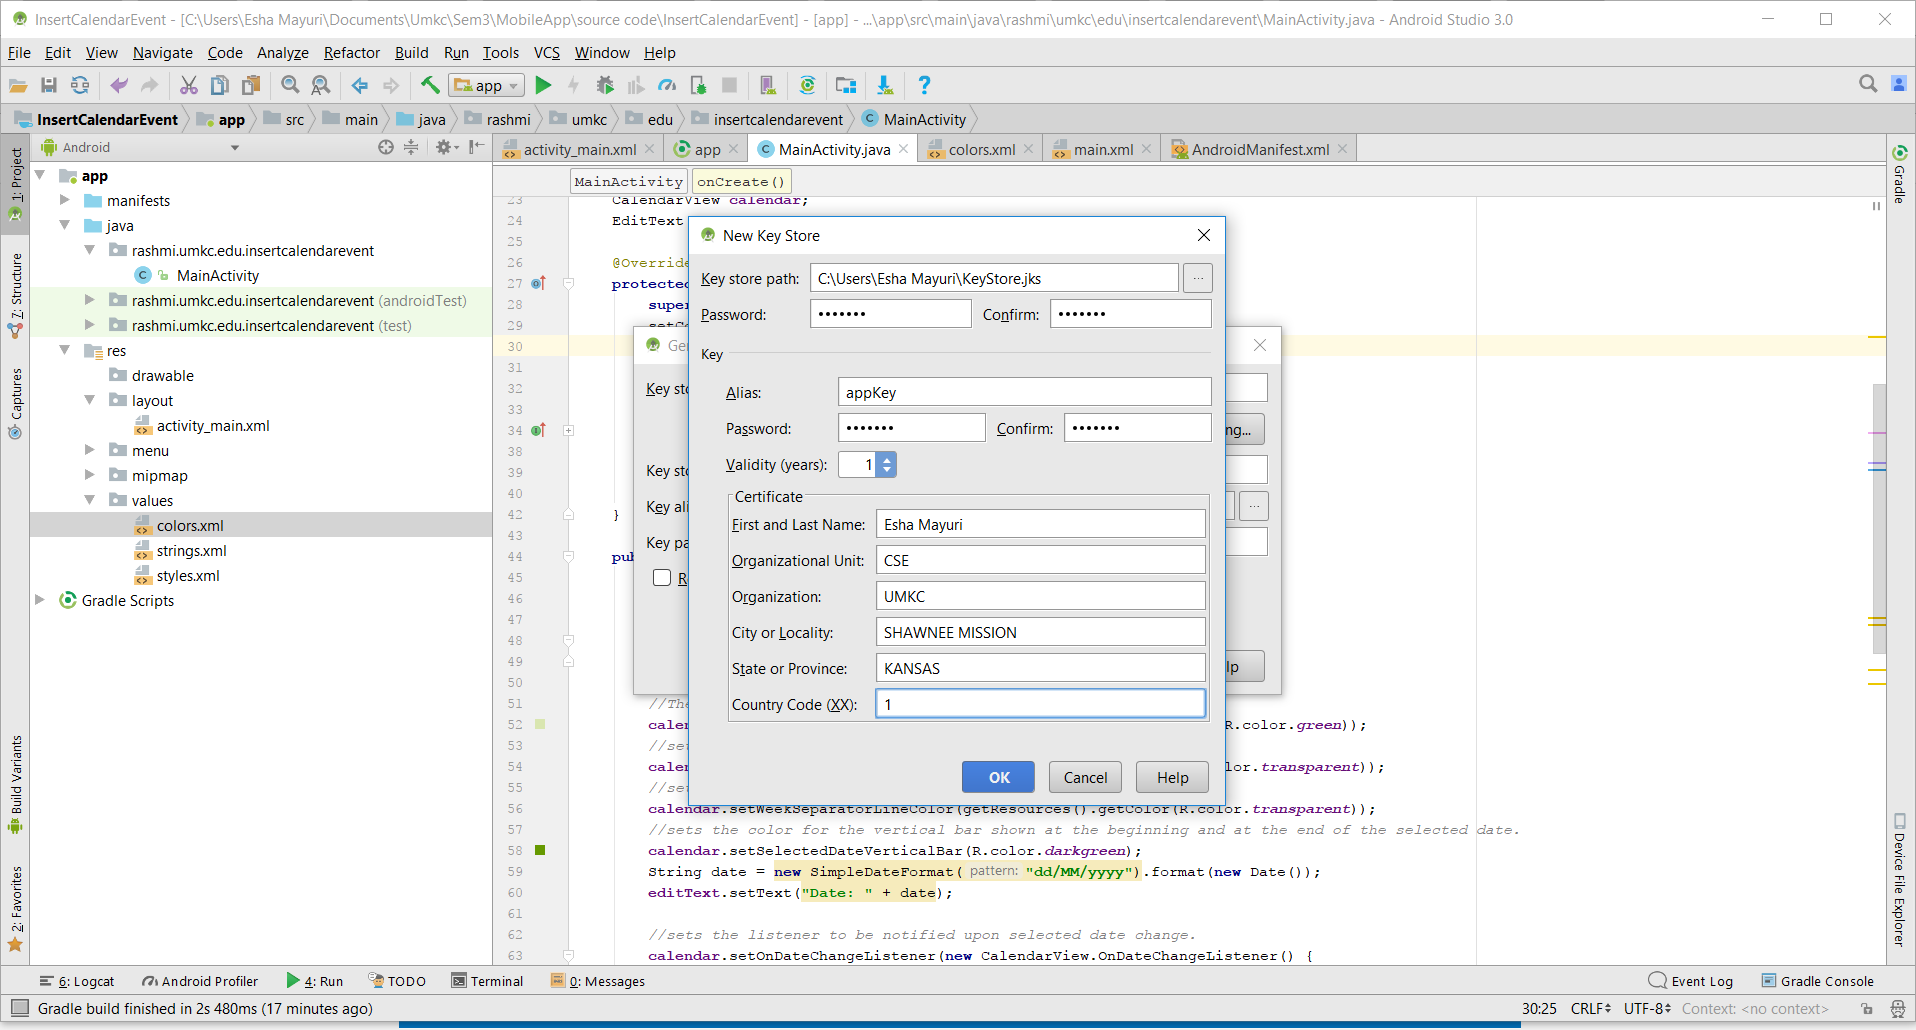 InsertCalendarEvent - [C:\Users\Esha Mayuri\Documents\Umkc\Sem3\MobileApp\source code\InsertCalendarEvent] - [app] - ...\app\src\main\java\rashmi\umkc\edu\insertcalendarevent\MainActivity.java - Android Studio 3.0
File Edit View Navigate Code Analyze Refactor Build Run Tools VCS Window Help
app
InsertCalendarEvent app src main java rashmi umkc edu insertcalendarevent MainActivity
Android
activity_main.xml app MainActivity.java colors.xml main.xml AndroidManifest.xml
MainActivity onCreate()
1: Project
7: Structure
Captures
Build Variants
2: Favorites
app
manifests
java
rashmi.umkc.edu.insertcalendarevent
MainActivity
rashmi.umkc.edu.insertcalendarevent (androidTest)
rashmi.umkc.edu.insertcalendarevent (test)
res
drawable
layout
activity_main.xml
menu
mipmap
values
colors.xml
strings.xml
styles.xml
Gradle Scripts
23 CalendarView calendar;
24 EditText
25
26 @Override
27 protected
28 super
29 setCo
30
31
32
33
34
38
39
40
42 }
43
44 pub
45
46
47
48
49
50
51 //The
52 calen R.color.green));
53 //set
54 calen lor.transparent));
55 //set
56 calendar.setWeekSeparatorLineColor(getResources().getColor(R.color.transparent));
57 //sets the color for the vertical bar shown at the beginning and at the end of the selected date.
58 calendar.setSelectedDateVerticalBar(R.color.darkgreen);
59 String date = new SimpleDateFormat( pattern: "dd/MM/yyyy").format(new Date());
60 editText.setText("Date: " + date);
61
62 //sets the listener to be notified upon selected date change.
63 calendar.setOnDateChangeListener(new CalendarView.OnDateChangeListener() {
Gen
Key sto
ng...
Key sto
Key ali
...
Key pa
R
lp
New Key Store
Key store path: C:\Users\Esha Mayuri\KeyStore.jks ...
Password: ••••••• Confirm: •••••••
Key
Alias: appKey
Password: ••••••• Confirm: •••••••
Validity (years): 1
Certificate
First and Last Name: Esha Mayuri
Organizational Unit: CSE
Organization: UMKC
City or Locality: SHAWNEE MISSION
State or Province: KANSAS
Country Code (XX): 1
OK Cancel Help
Gradle
Device File Explorer
6: Logcat Android Profiler 4: Run TODO Terminal 0: Messages Event Log Gradle Console
Gradle build finished in 2s 480ms (17 minutes ago) 30:25 CRLF UTF-8 Context: <no context>